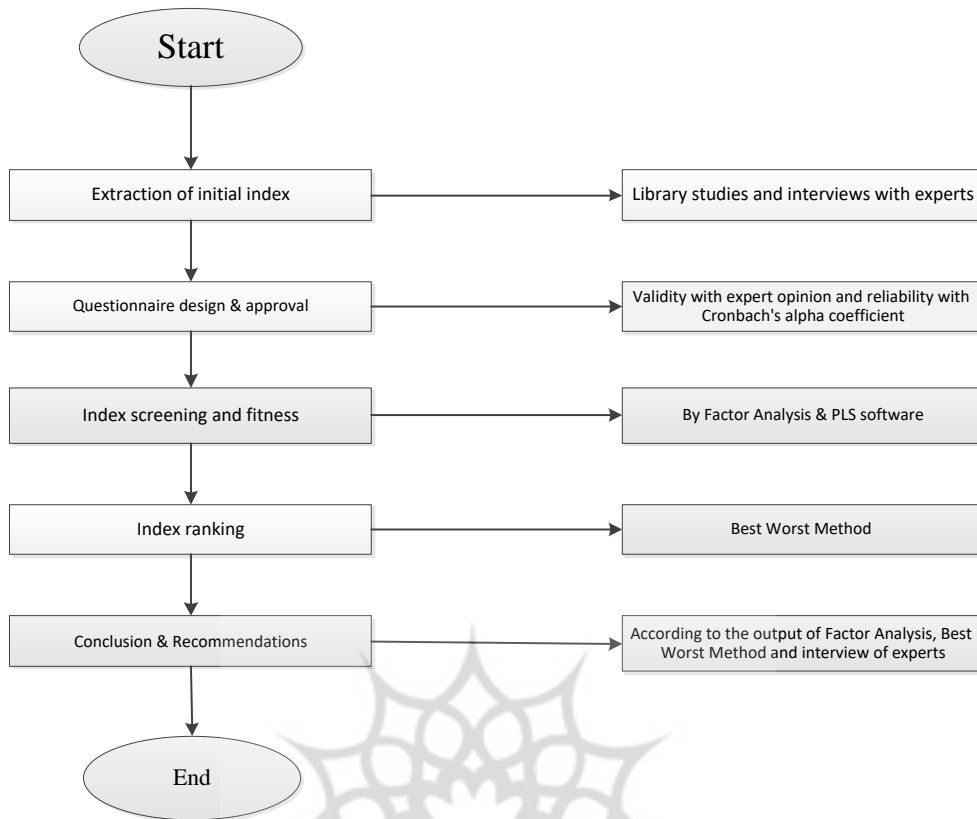 Start
Extraction of initial index
Library studies and interviews with experts
Questionnaire design & approval
Validity with expert opinion and reliability with
Cronbach's alpha coefficient
Index screening and fitness
By Factor Analysis & PLS software
Index ranking
Best Worst Method
Conclusion & Recommendations
According to the output of Factor Analysis, Best
Worst Method and interview of experts
End